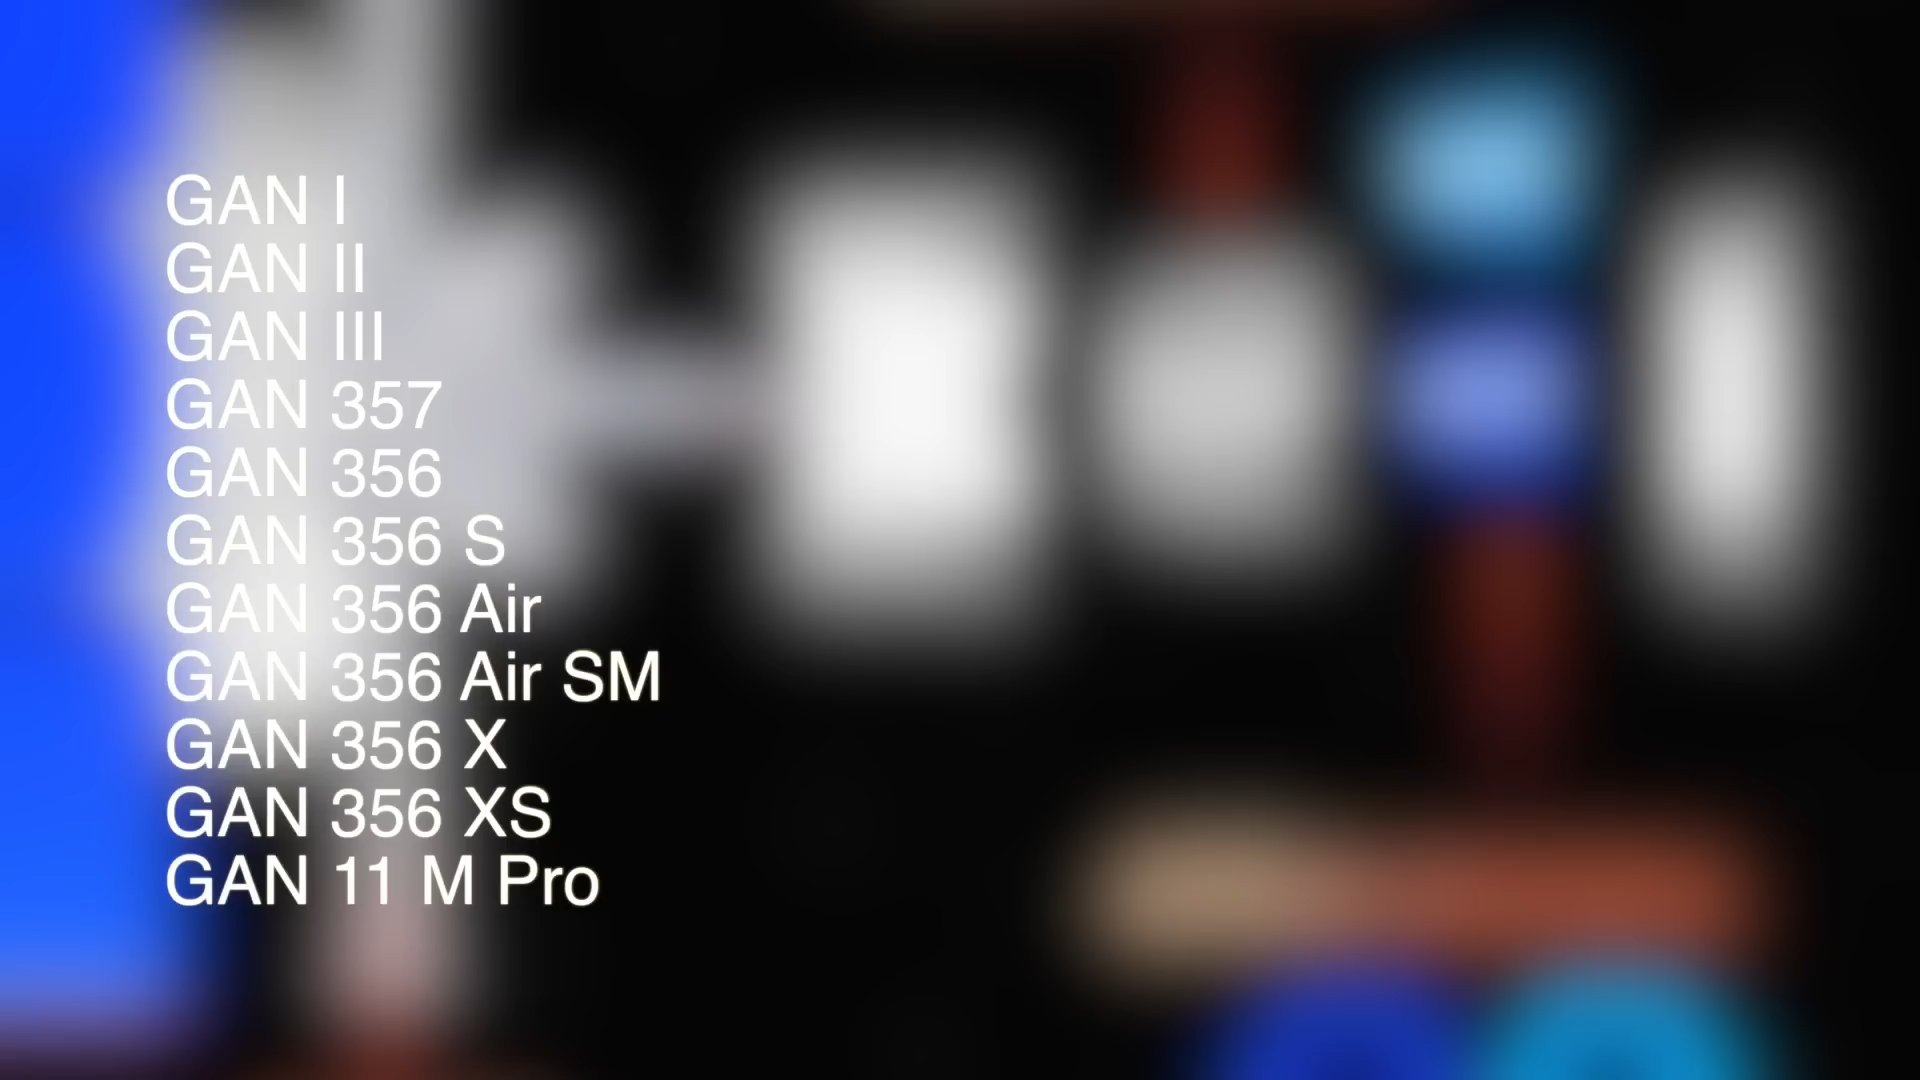 GAN I
GAN II
GAN III
GAN 357
GAN 356
GAN 356 S
GAN 356 Air
GAN 356 Air SM
GAN 356 X
GAN 356 XS
GAN 11 M Pro